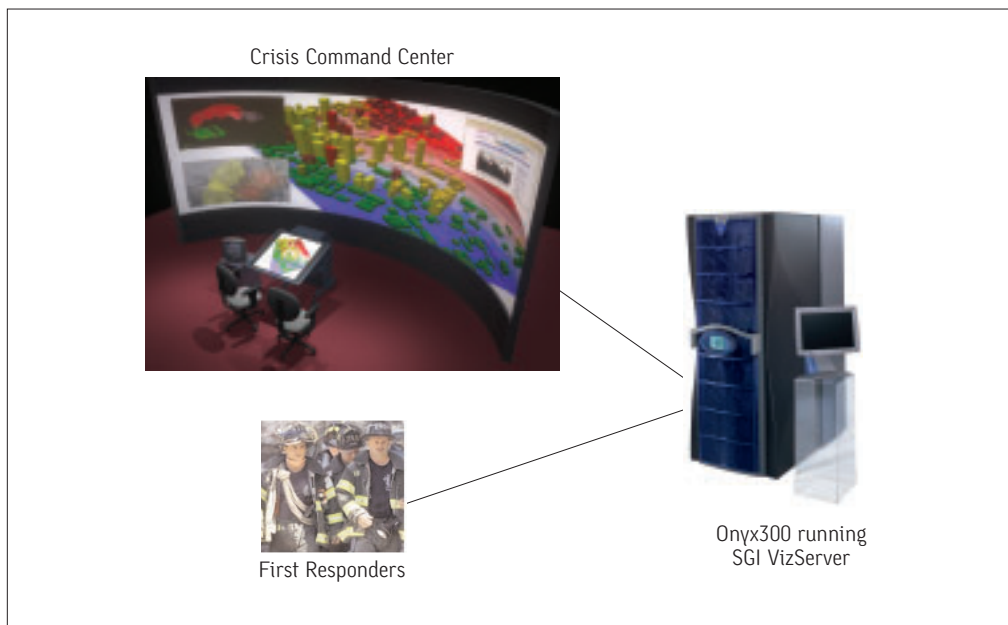 Crisis Command Center
First Responders
Onyx300 running
SGI VizServer